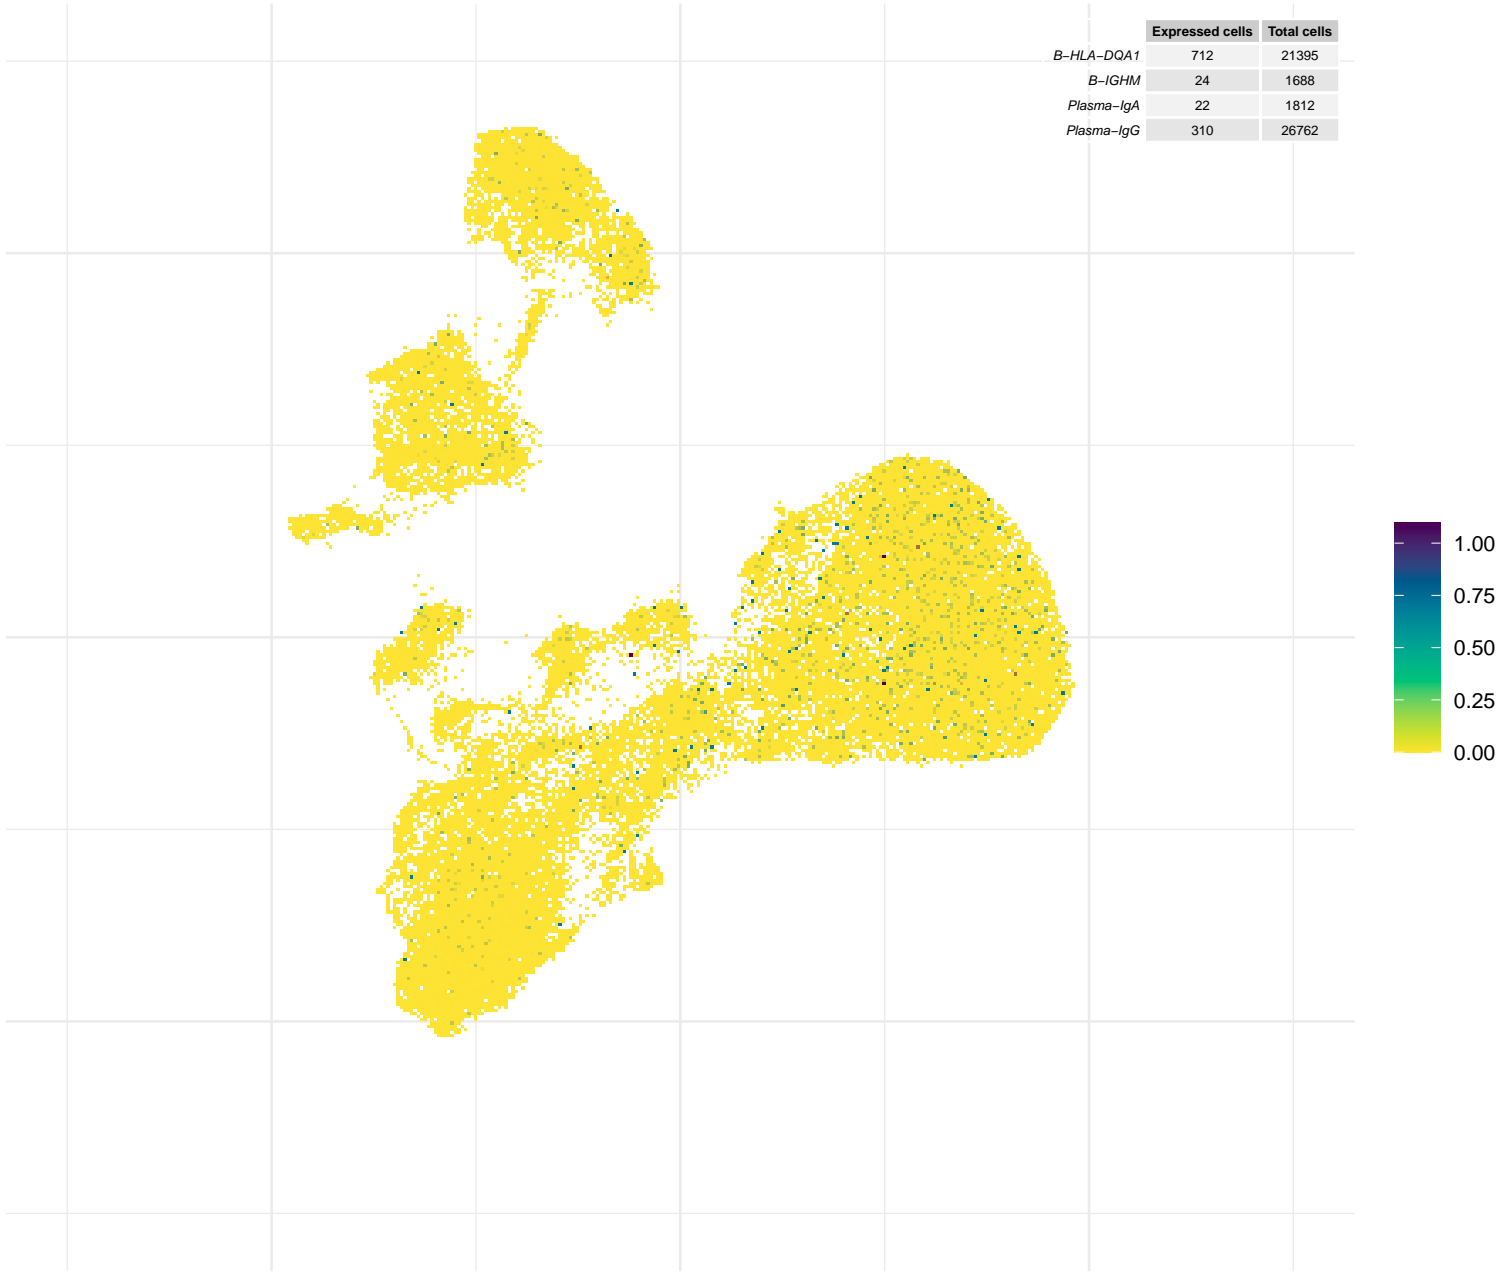 Expressed cells Total cells
B−HLA−DQA1 712 21395
B−IGHM 24 1688
Plasma−IgA 22 1812
Plasma−IgG 310 26762
1.00
0.75
0.50
0.25
0.00